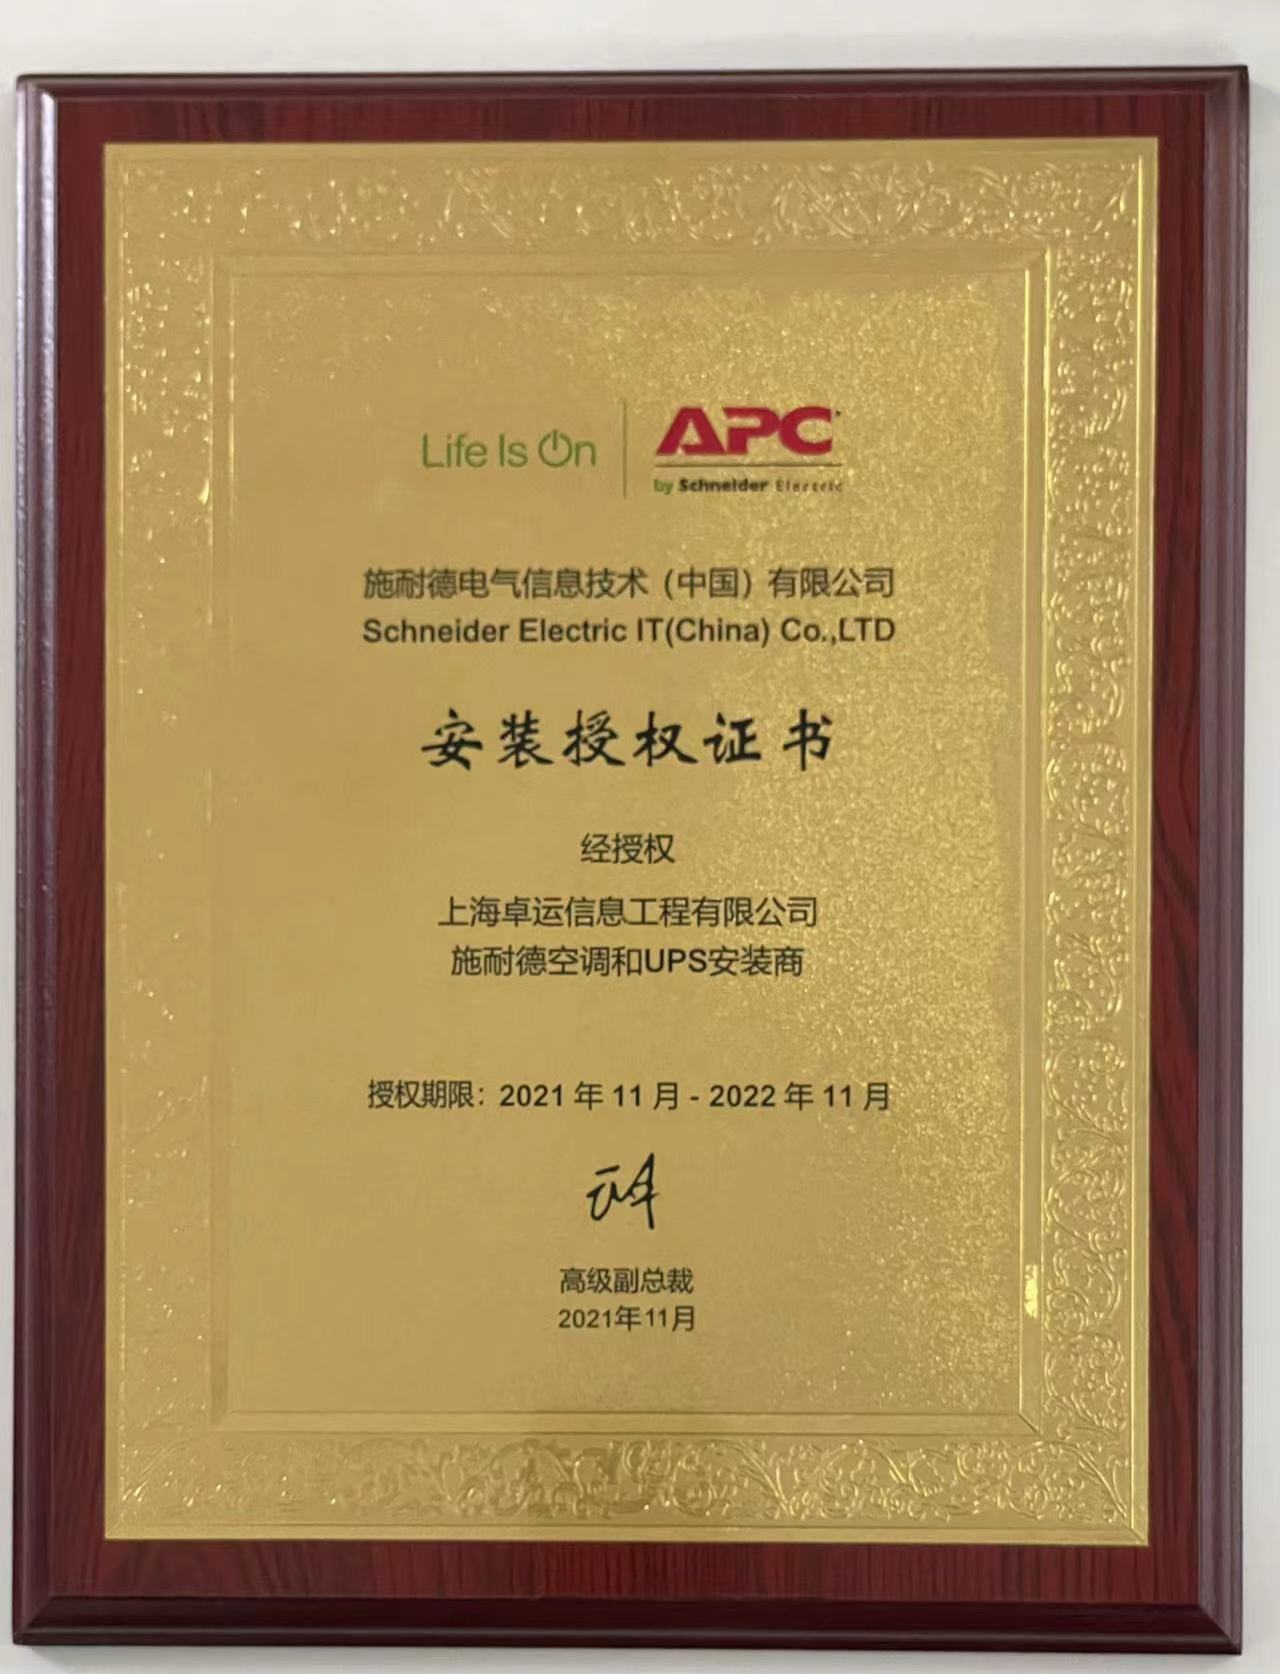 Life Is On
APC
by Schneider Electric
施耐德电气信息技术（中国）有限公司
Schneider Electric IT(China) Co.,LTD
安装授权证书
经授权
上海卓运信息工程有限公司
施耐德空调和UPS安装商
授权期限：2021 年 11 月 - 2022 年 11 月
高级副总裁
2021年11月